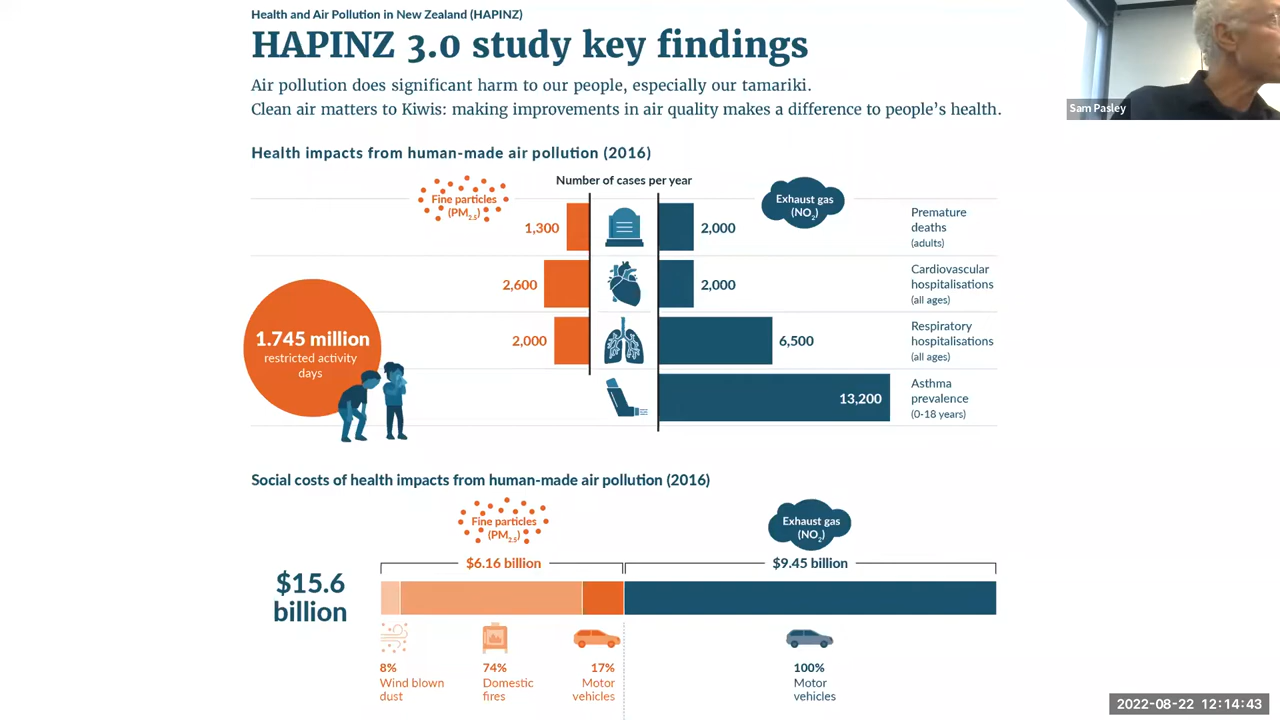 Health and Air Pollution in New Zealand (HAPINZ)
HAPINZ 3.0 study key findings
Air pollution does significant harm to our people, especially our tamariki.
Clean air matters to Kiwis: making improvements in air quality makes a difference to people's health.
Sam Pasley
Health impacts from human-made air pollution (2016)
Number of cases per year
Fine particles
(PM2.5)
Exhaust gas
(NO2)
1,300
2,000
Premature
deaths
(adults)
2,600
2,000
Cardiovascular
hospitalisations
(all ages)
2,000
6,500
Respiratory
hospitalisations
(all ages)
1.745 million
restricted activity
days
13,200
Asthma
prevalence
(0-18 years)
Social costs of health impacts from human-made air pollution (2016)
Fine particles
(PM2.5)
Exhaust gas
(NO2)
$6.16 billion
$9.45 billion
$15.6
billion
8%
Wind blown
dust
74%
Domestic
fires
17%
Motor
vehicles
100%
Motor
vehicles
2022-08-22 12:14:43